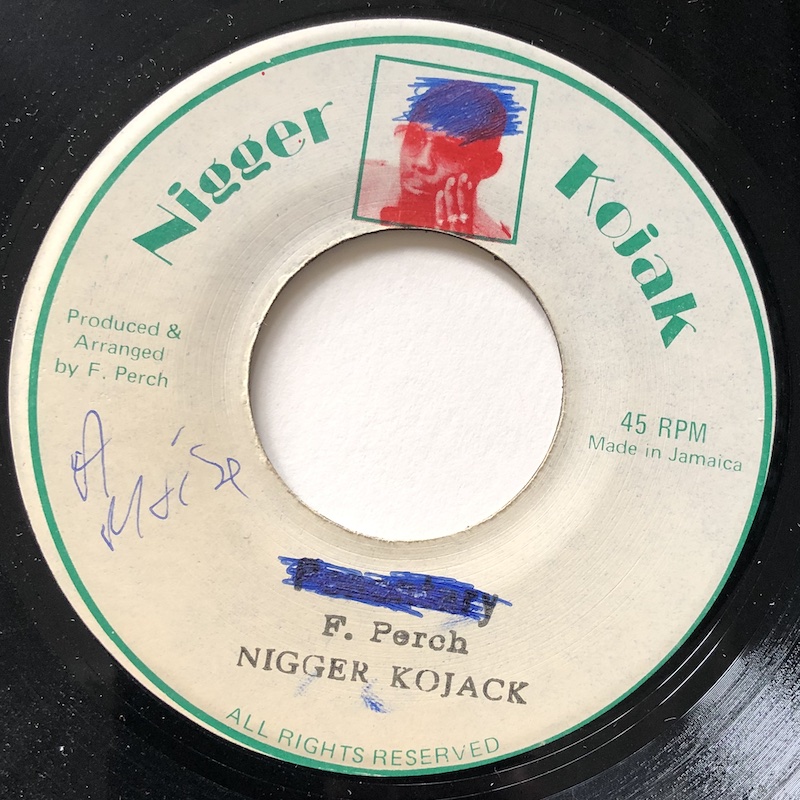 Nigger Kojak
Produced &
Arranged
by F. Perch
45 RPM
Made in Jamaica
F. Perch
NIGGER KOJACK
ALL RIGHTS RESERVED